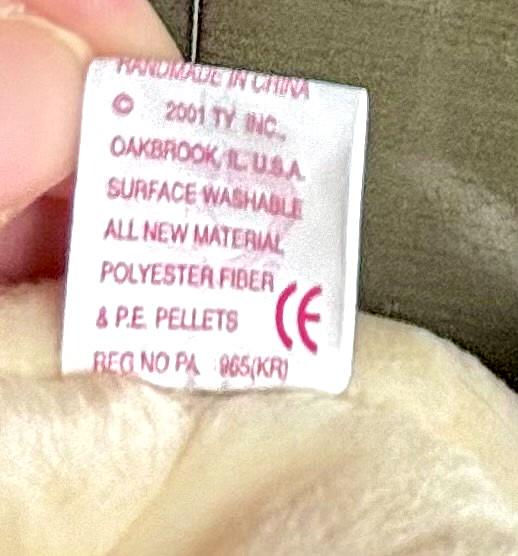 HANDMADE IN CHINA
© 2001 TY INC.,
OAKBROOK, IL. U.S.A.
SURFACE WASHABLE
ALL NEW MATERIAL
POLYESTER FIBER
& P.E. PELLETS CE
REG NO PA 965(KR)